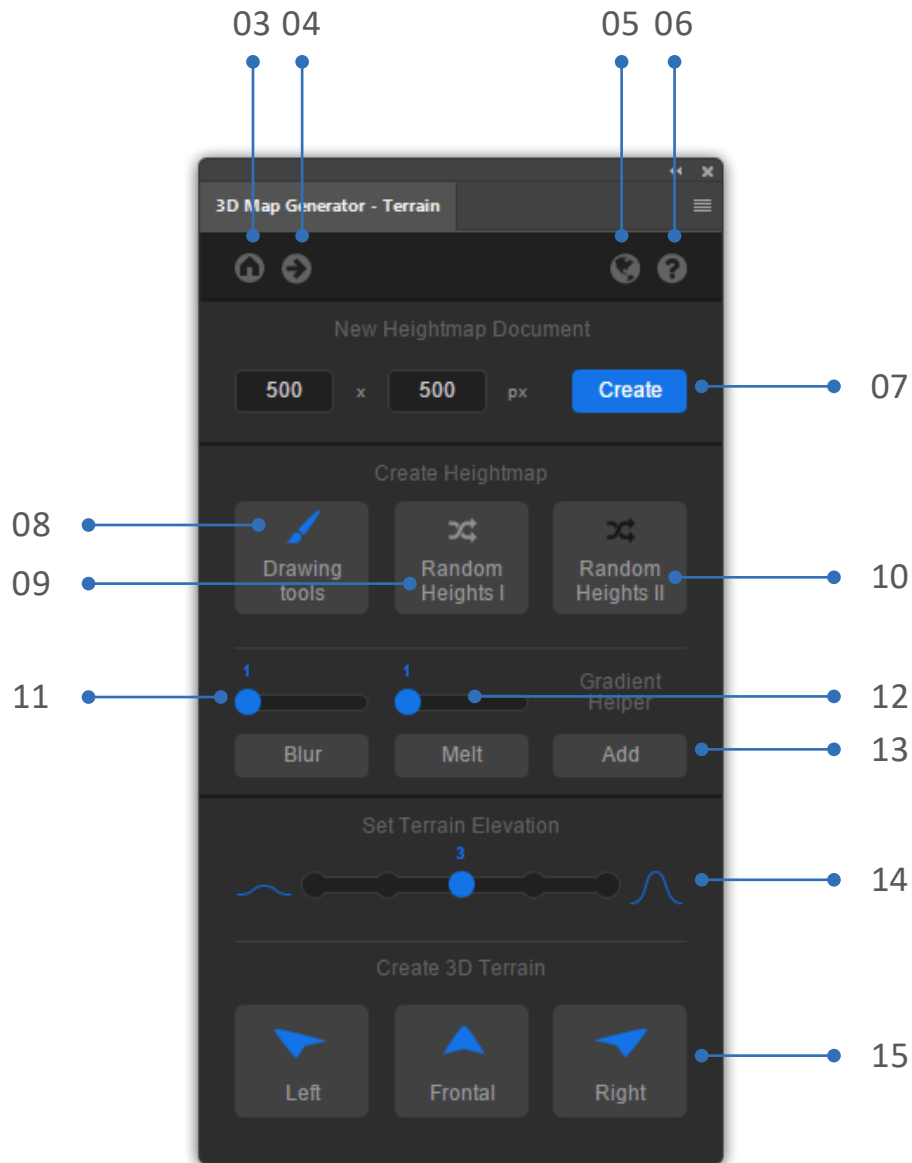 03 04 05 06
3D Map Generator - Terrain
New Heightmap Document
500 x 500 px Create 07
Create Heightmap
08 Drawing tools
09 Random Heights I
Random Heights II 10
1 1 Gradient Helper
11 12
Blur Melt Add 13
Set Terrain Elevation
3
14
Create 3D Terrain
15
Left Frontal Right